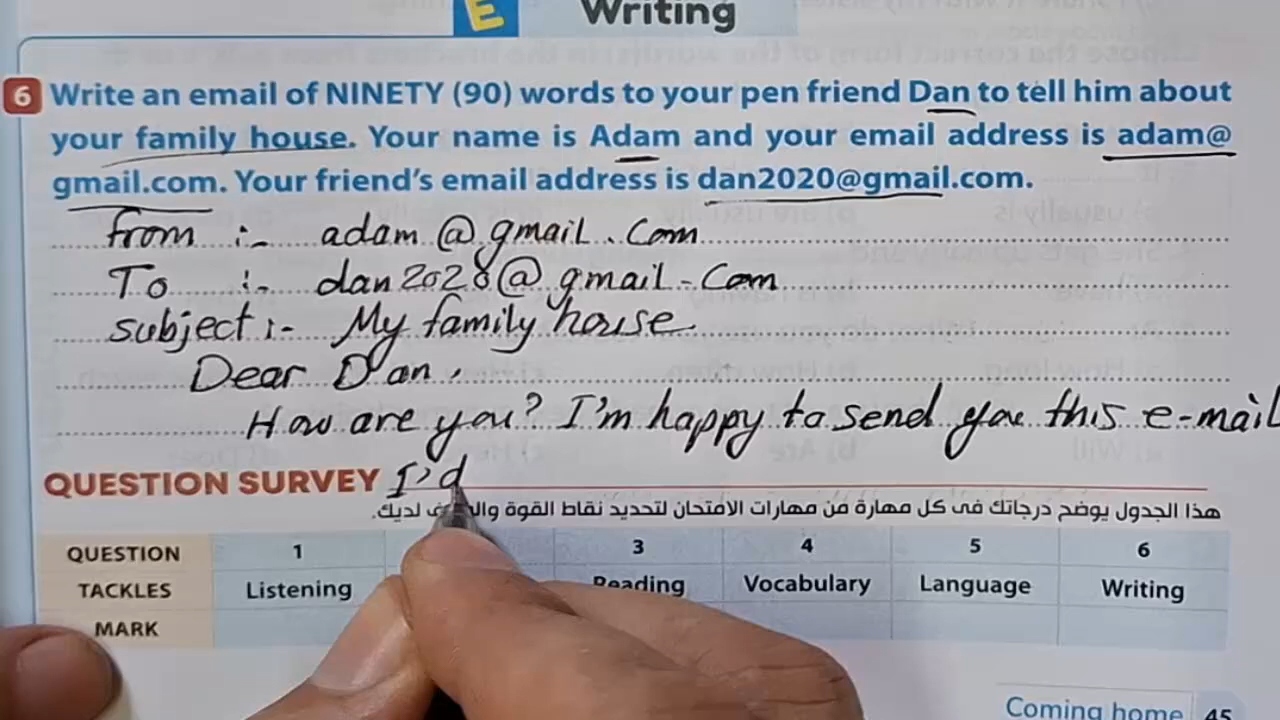 E Writing
6 Write an email of NINETY (90) words to your pen friend Dan to tell him about
your family house. Your name is Adam and your email address is adam@
gmail.com. Your friend's email address is dan2020@gmail.com.
from :- adam @ gmail . Com
To :- dan2020@ gmail - Com
subject :- My family house.
Dear Dan ,
How are you? I'm happy to send you this e-mail
QUESTION SURVEY I'd
هذا الجدول يوضح درجاتك فى كل مهارة من مهارات الامتحان لتحديد نقاط القوة لديك.
QUESTION 1 3 4 5 6
TACKLES Listening Reading Vocabulary Language Writing
MARK
Coming home 45